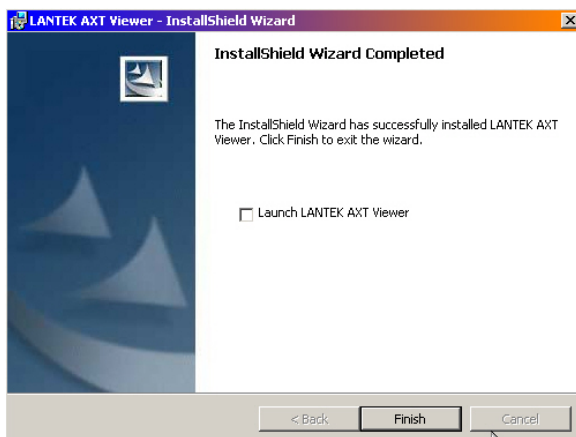 LANTEK AXT Viewer - InstallShield Wizard
InstallShield Wizard Completed
The InstallShield Wizard has successfully installed LANTEK AXT
Viewer. Click Finish to exit the wizard.
Launch LANTEK AXT Viewer
< Back Finish Cancel